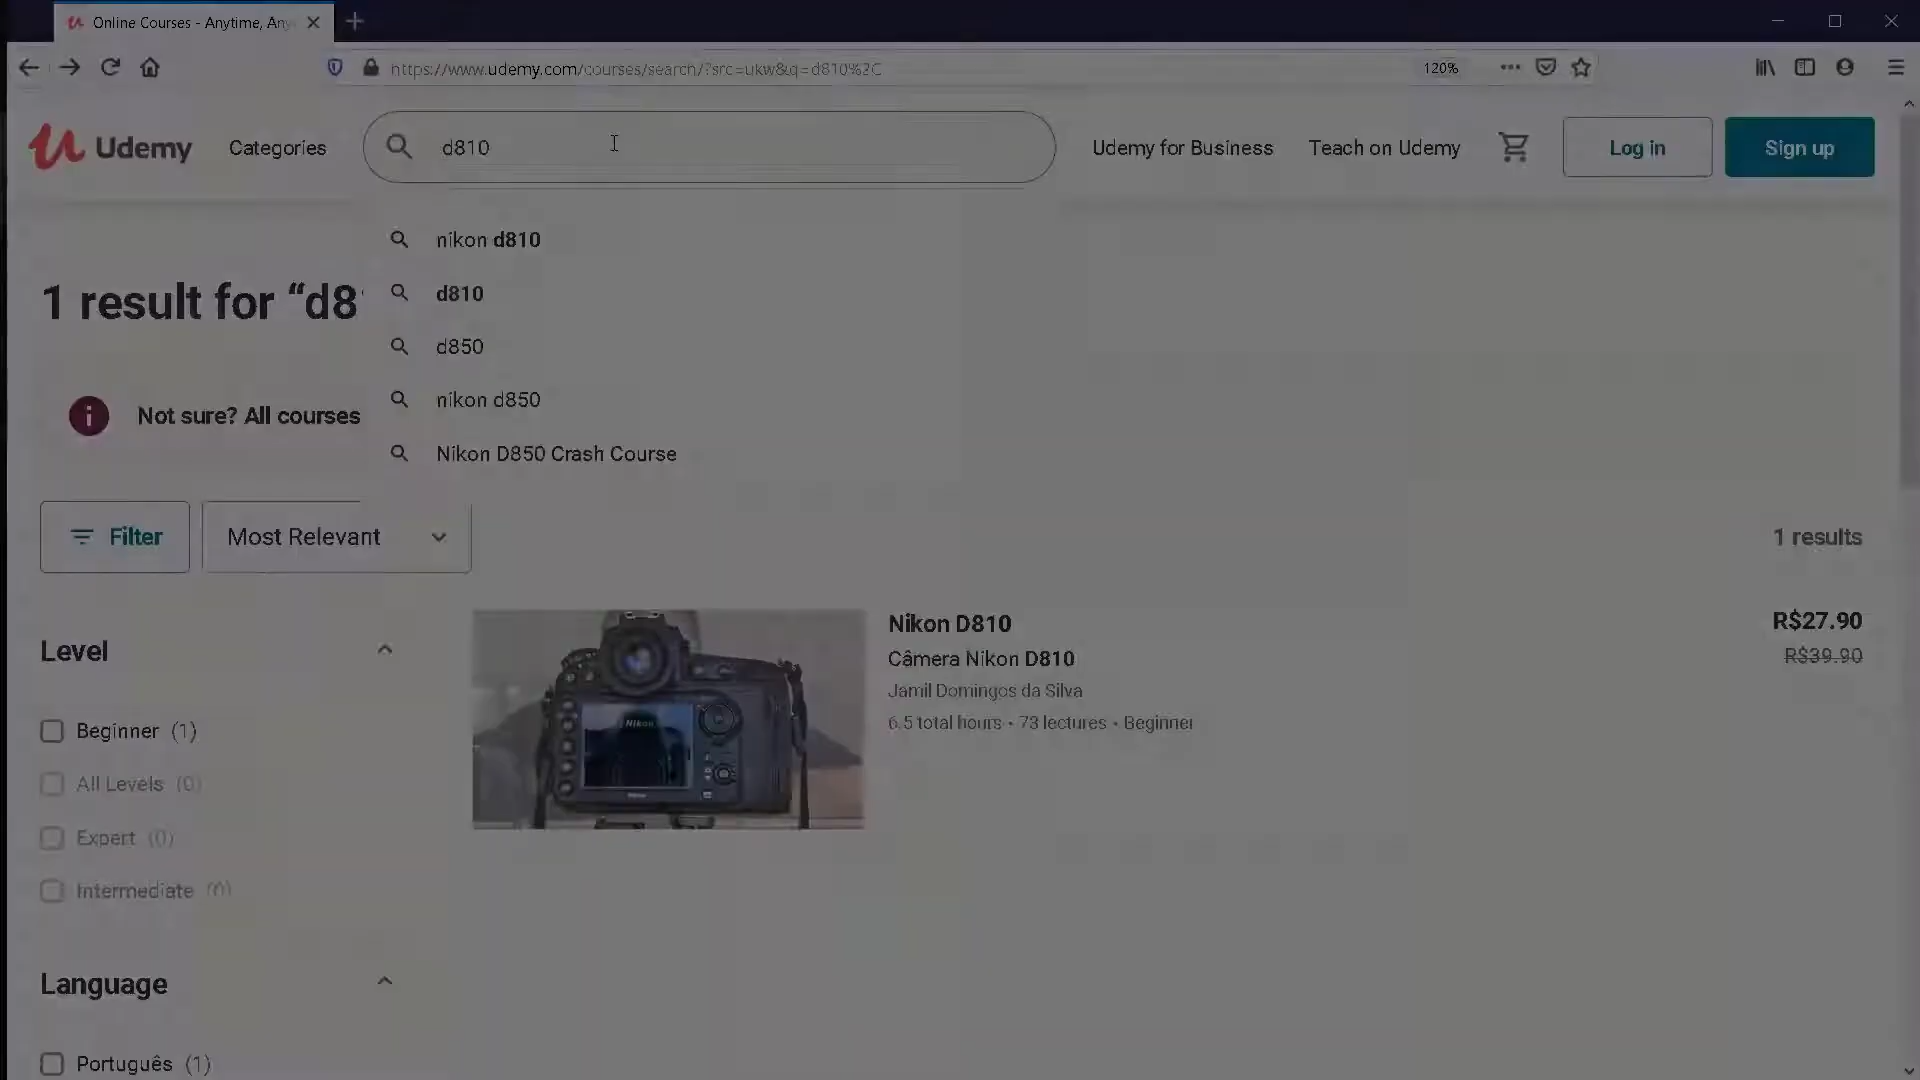 Online Courses - Anytime, Any
https://www.udemy.com/courses/search/?src=ukw&q=d810%2C
120%
Udemy
Categories
d810
Udemy for Business
Teach on Udemy
Log in
Sign up
nikon d810
d810
d850
nikon d850
Nikon D850 Crash Course
1 result for “d8
Not sure? All courses
Filter
Most Relevant
1 results
Level
Beginner (1)
All Levels (0)
Expert (0)
Intermediate (0)
Language
Português (1)
Nikon
Nikon D810
Câmera Nikon D810
Jamil Domingos da Silva
6.5 total hours • 73 lectures • Beginner
R$27.90
R$39.90